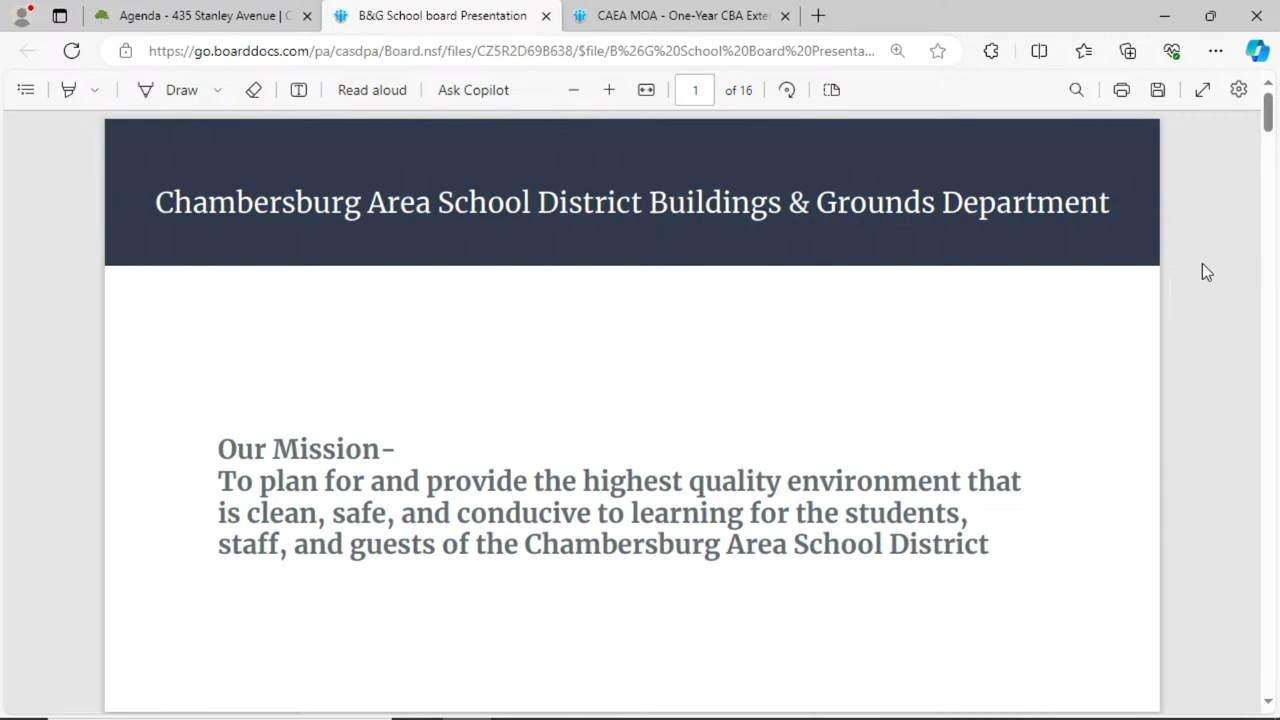 Agenda - 435 Stanley Avenue | C
B&G School board Presentation
CAEA MOA - One-Year CBA Exte
https://go.boarddocs.com/pa/casdpa/Board.nsf/files/CZ5R2D69B638/$file/B%26G%20School%20Board%20Presenta...
Draw
Read aloud
Ask Copilot
1
of 16
Chambersburg Area School District Buildings & Grounds Department
Our Mission-
To plan for and provide the highest quality environment that
is clean, safe, and conducive to learning for the students,
staff, and guests of the Chambersburg Area School District